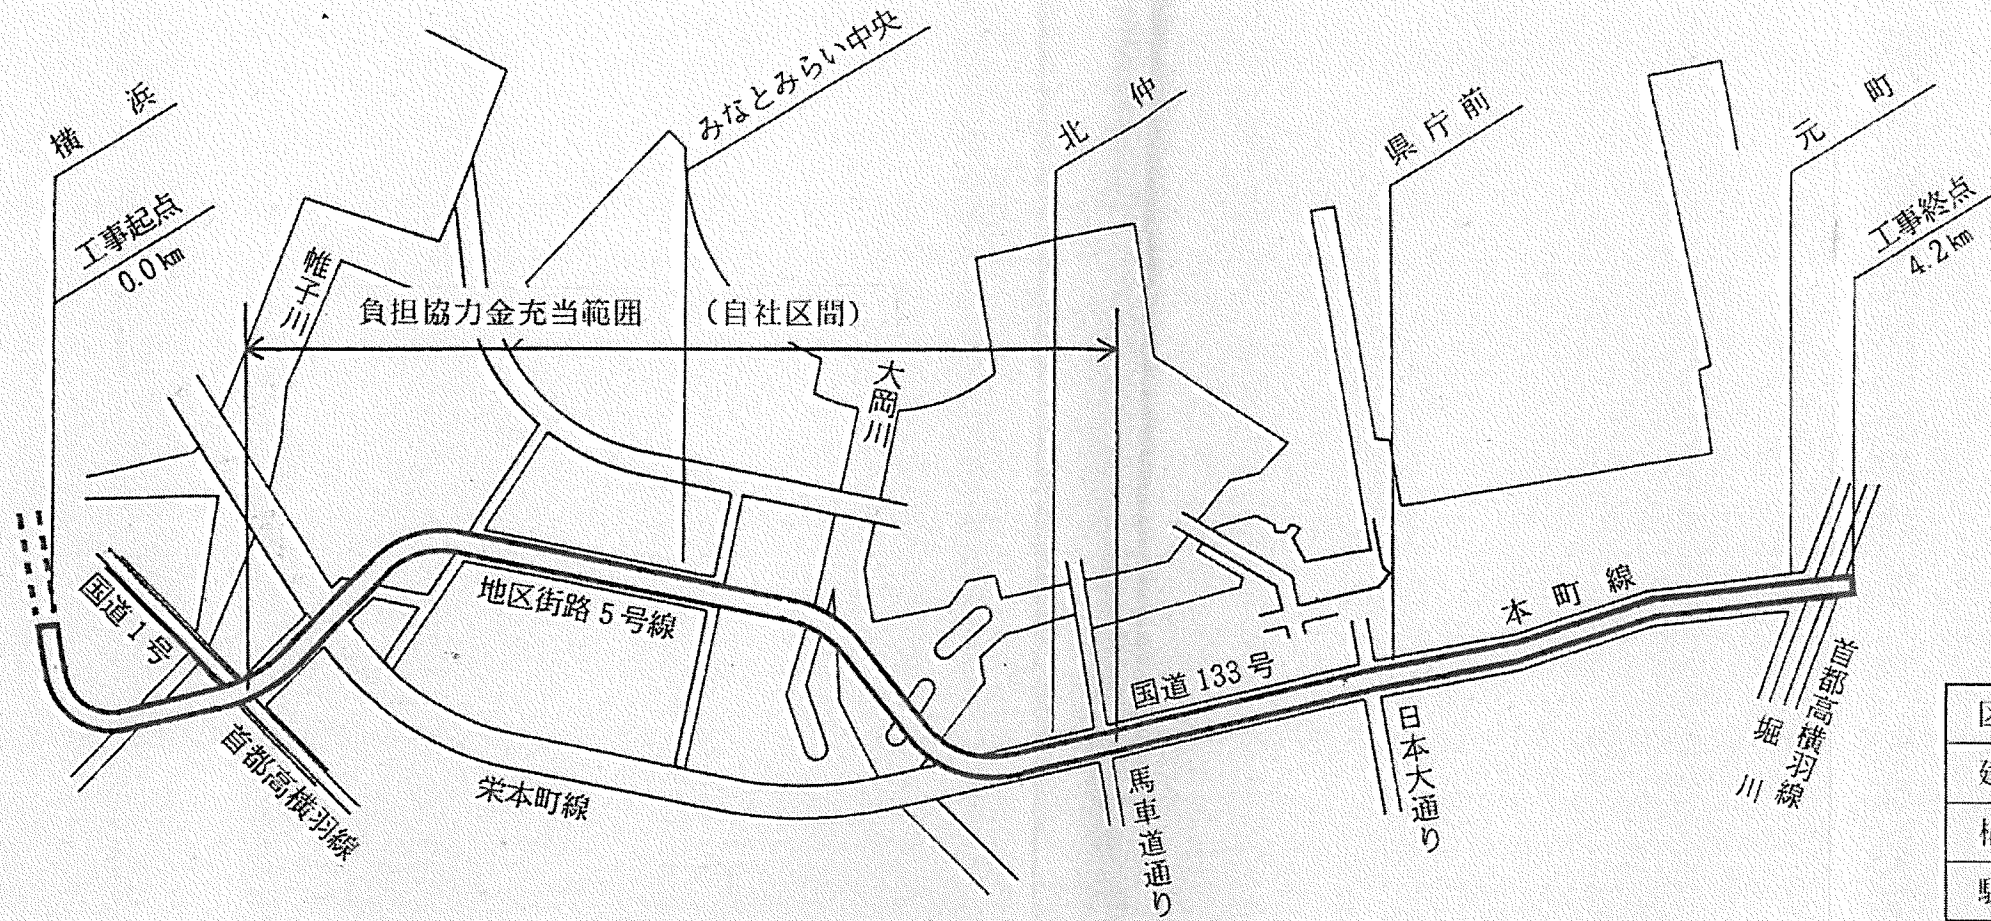 横浜
工事起点
0.0㎞
帷子川
みなとみらい中央
北仲
県庁前
元町
工事終点
4.2㎞
負担協力金充当範囲 （自社区間）
大岡川
国道1号
首都高横羽線
地区街路5号線
栄本町線
国道133号
馬車道通り
日本大通り
本町線
首都高横羽線
堀川